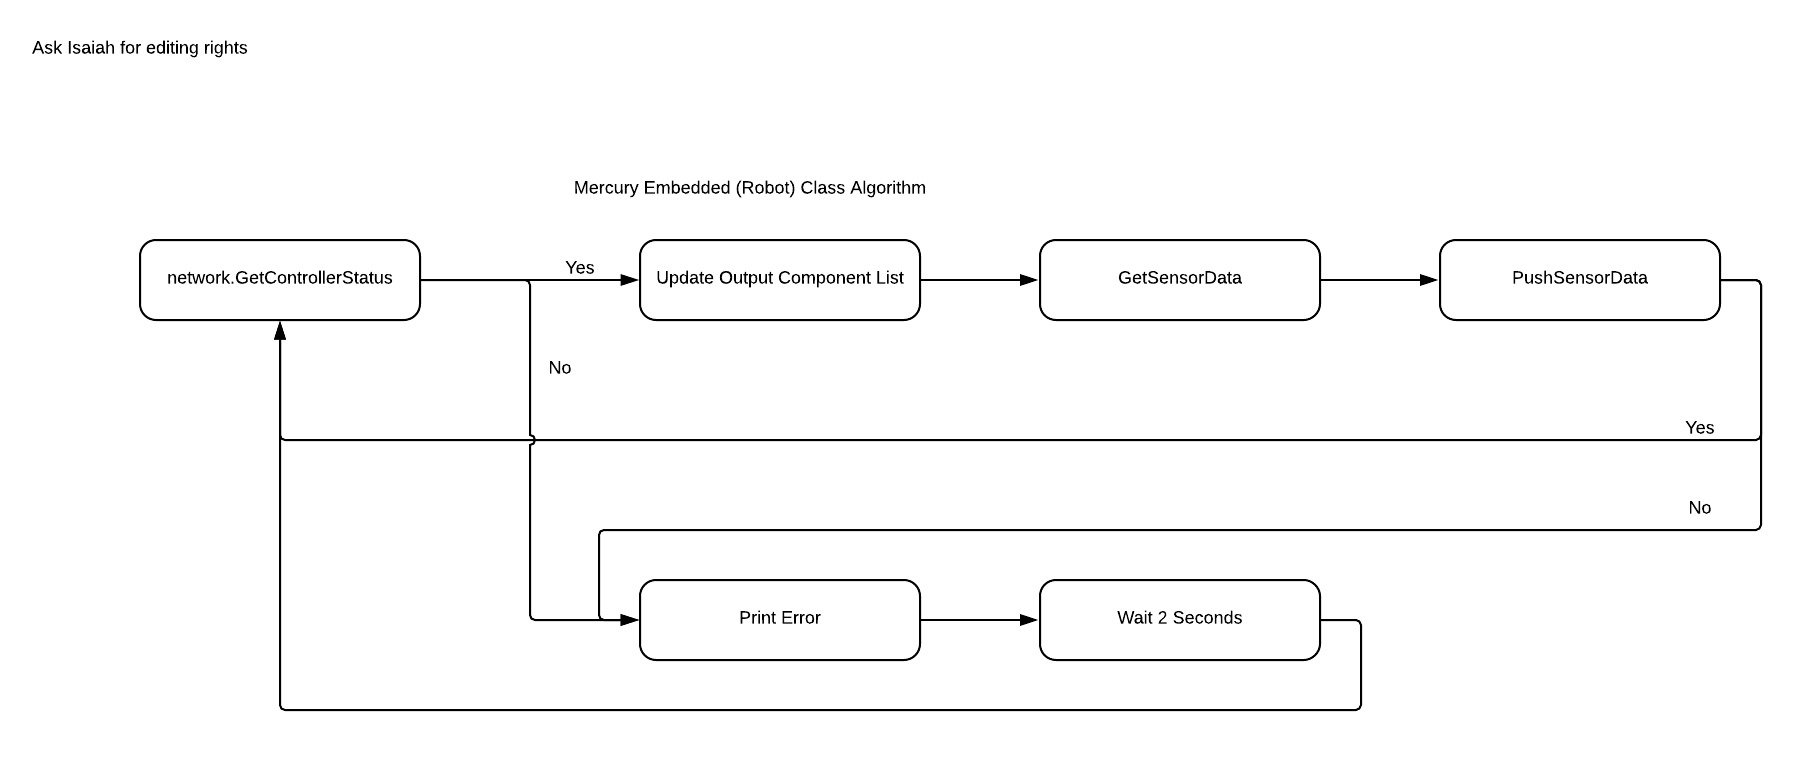 Ask Isaiah for editing rights
Mercury Embedded (Robot) Class Algorithm
network.GetControllerStatus
Yes
Update Output Component List
GetSensorData
PushSensorData
No
Yes
No
Print Error
Wait 2 Seconds